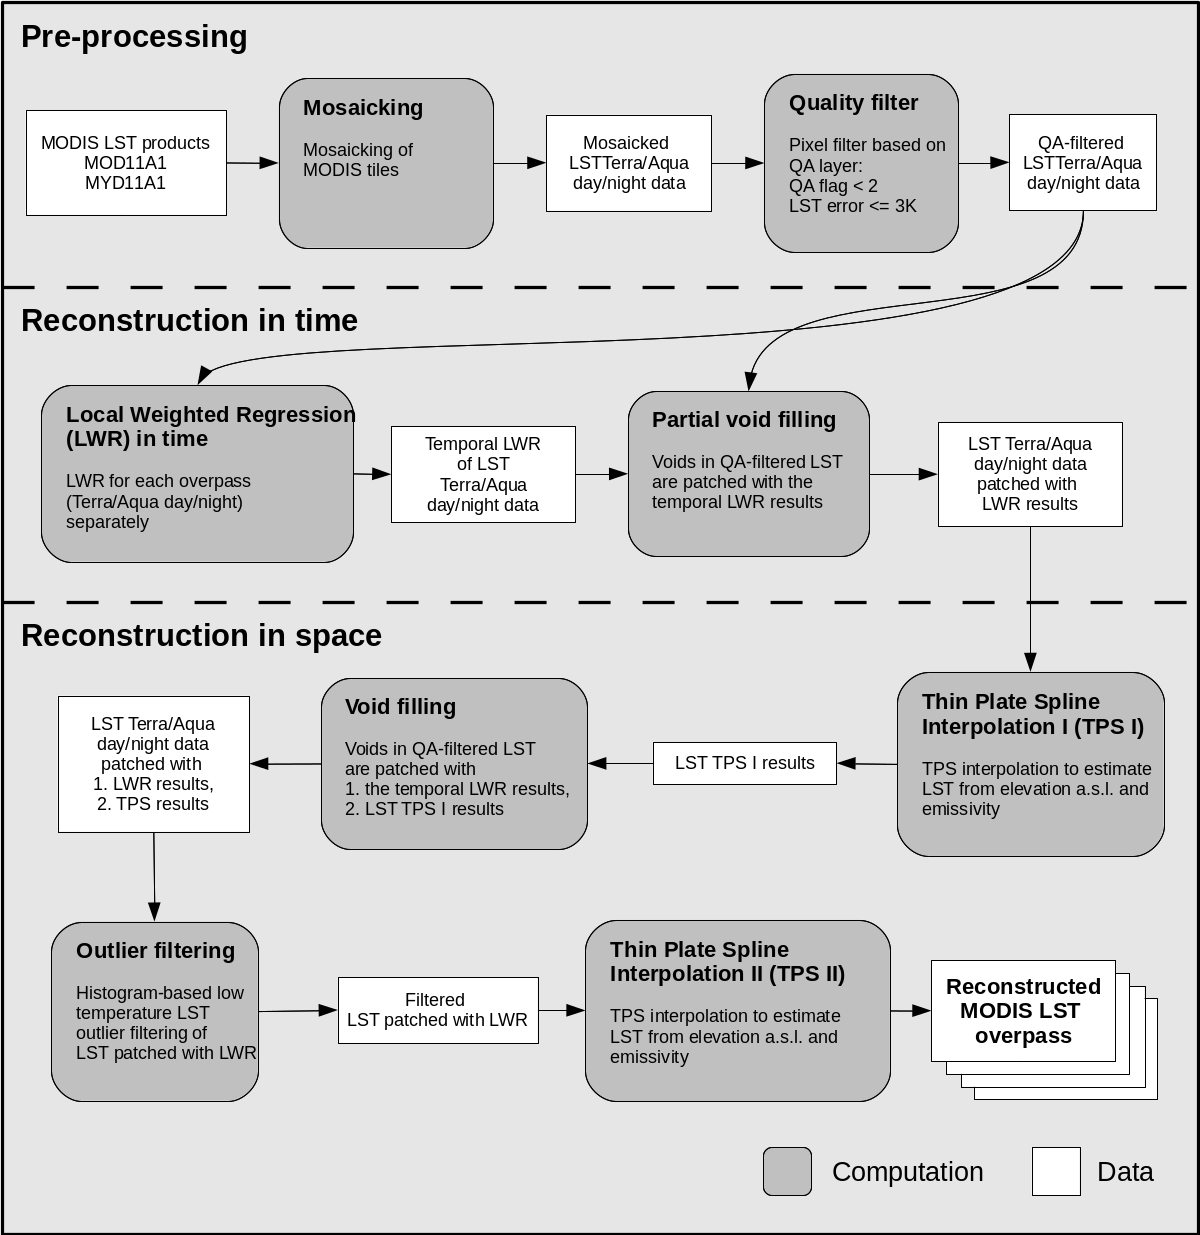 Pre-processing
MODIS LST products
MOD11A1
MYD11A1
Mosaicking
Mosaicking of
MODIS tiles
Mosaicked
LSTTerra/Aqua
day/night data
Quality filter
Pixel filter based on
QA layer:
QA flag < 2
LST error <= 3K
QA-filtered
LSTTerra/Aqua
day/night data
Reconstruction in time
Local Weighted Regression
(LWR) in time
LWR for each overpass
(Terra/Aqua day/night)
separately
Temporal LWR
of LST
Terra/Aqua
day/night data
Partial void filling
Voids in QA-filtered LST
are patched with the
temporal LWR results
LST Terra/Aqua
day/night data
patched with
LWR results
Reconstruction in space
LST Terra/Aqua
day/night data
patched with
1. LWR results,
2. TPS results
Void filling
Voids in QA-filtered LST
are patched with
1. the temporal LWR results,
2. LST TPS I results
LST TPS I results
Thin Plate Spline
Interpolation I (TPS I)
TPS interpolation to estimate
LST from elevation a.s.l. and
emissivity
Outlier filtering
Histogram-based low
temperature LST
outlier filtering of
LST patched with LWR
Filtered
LST patched with LWR
Thin Plate Spline
Interpolation II (TPS II)
TPS interpolation to estimate
LST from elevation a.s.l. and
emissivity
Reconstructed
MODIS LST
overpass
Computation
Data